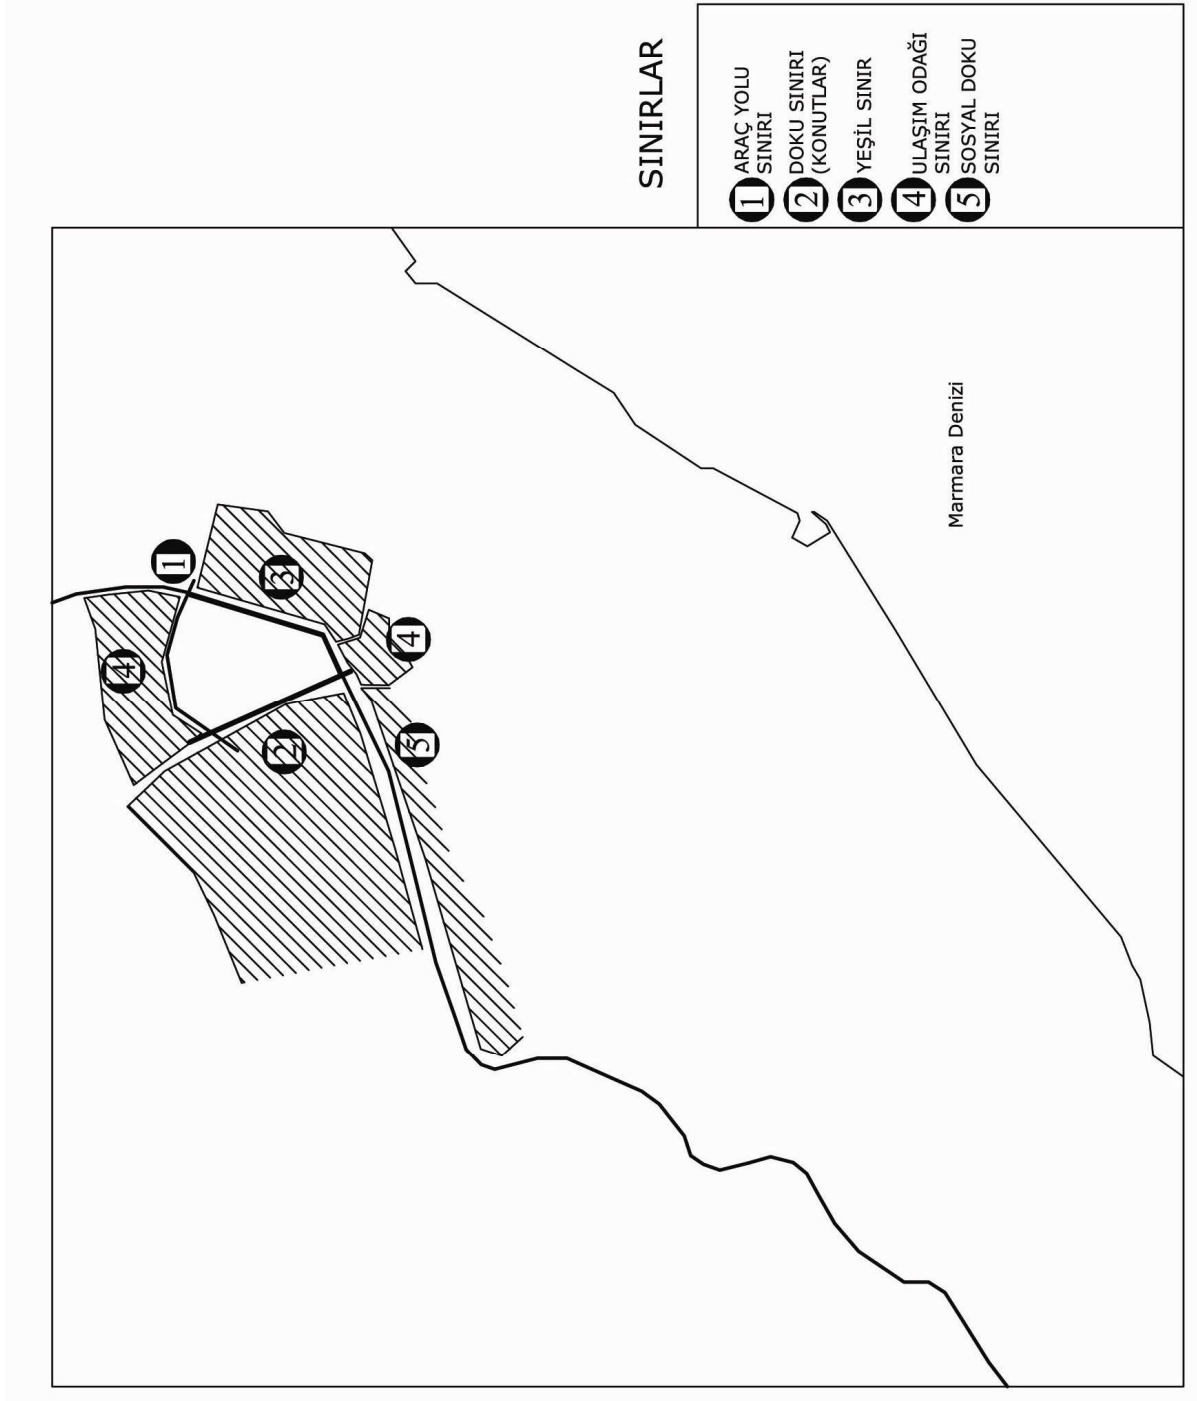 SINIRLAR
1 ARAÇ YOLU
SINIRI
2 DOKU SINIRI
(KONUTLAR)
3 YEŞİL SINIR
4 ULAŞIM ODAĞI
SINIRI
5 SOSYAL DOKU
SINIRI
1
3
4
4
2
5
Marmara Denizi